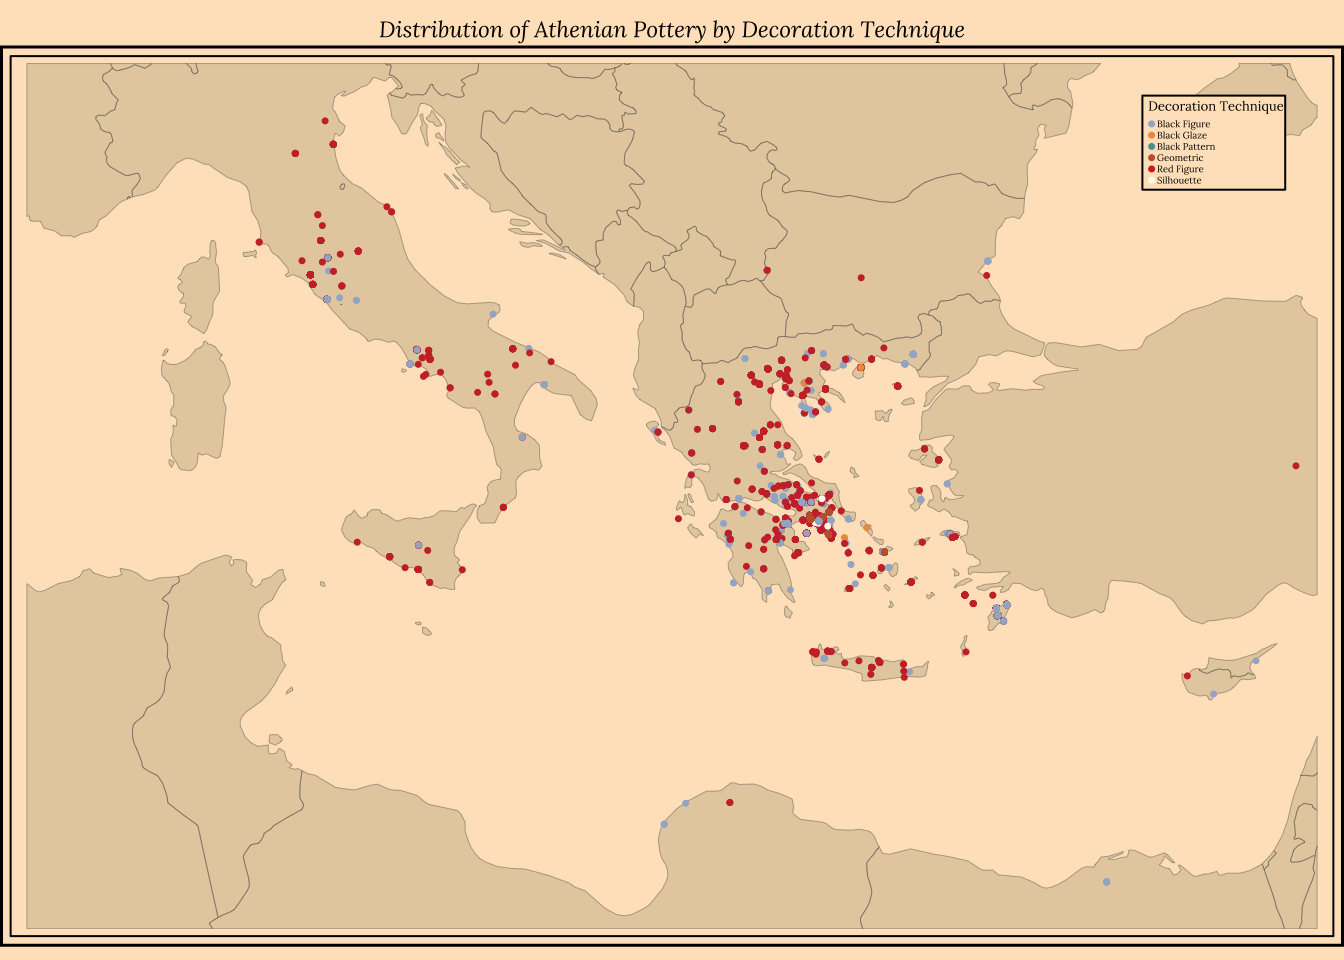 Distribution of Athenian Pottery by Decoration Technique
Decoration Technique
Black Figure
Black Glaze
Black Pattern
Geometric
Red Figure
Silhouette